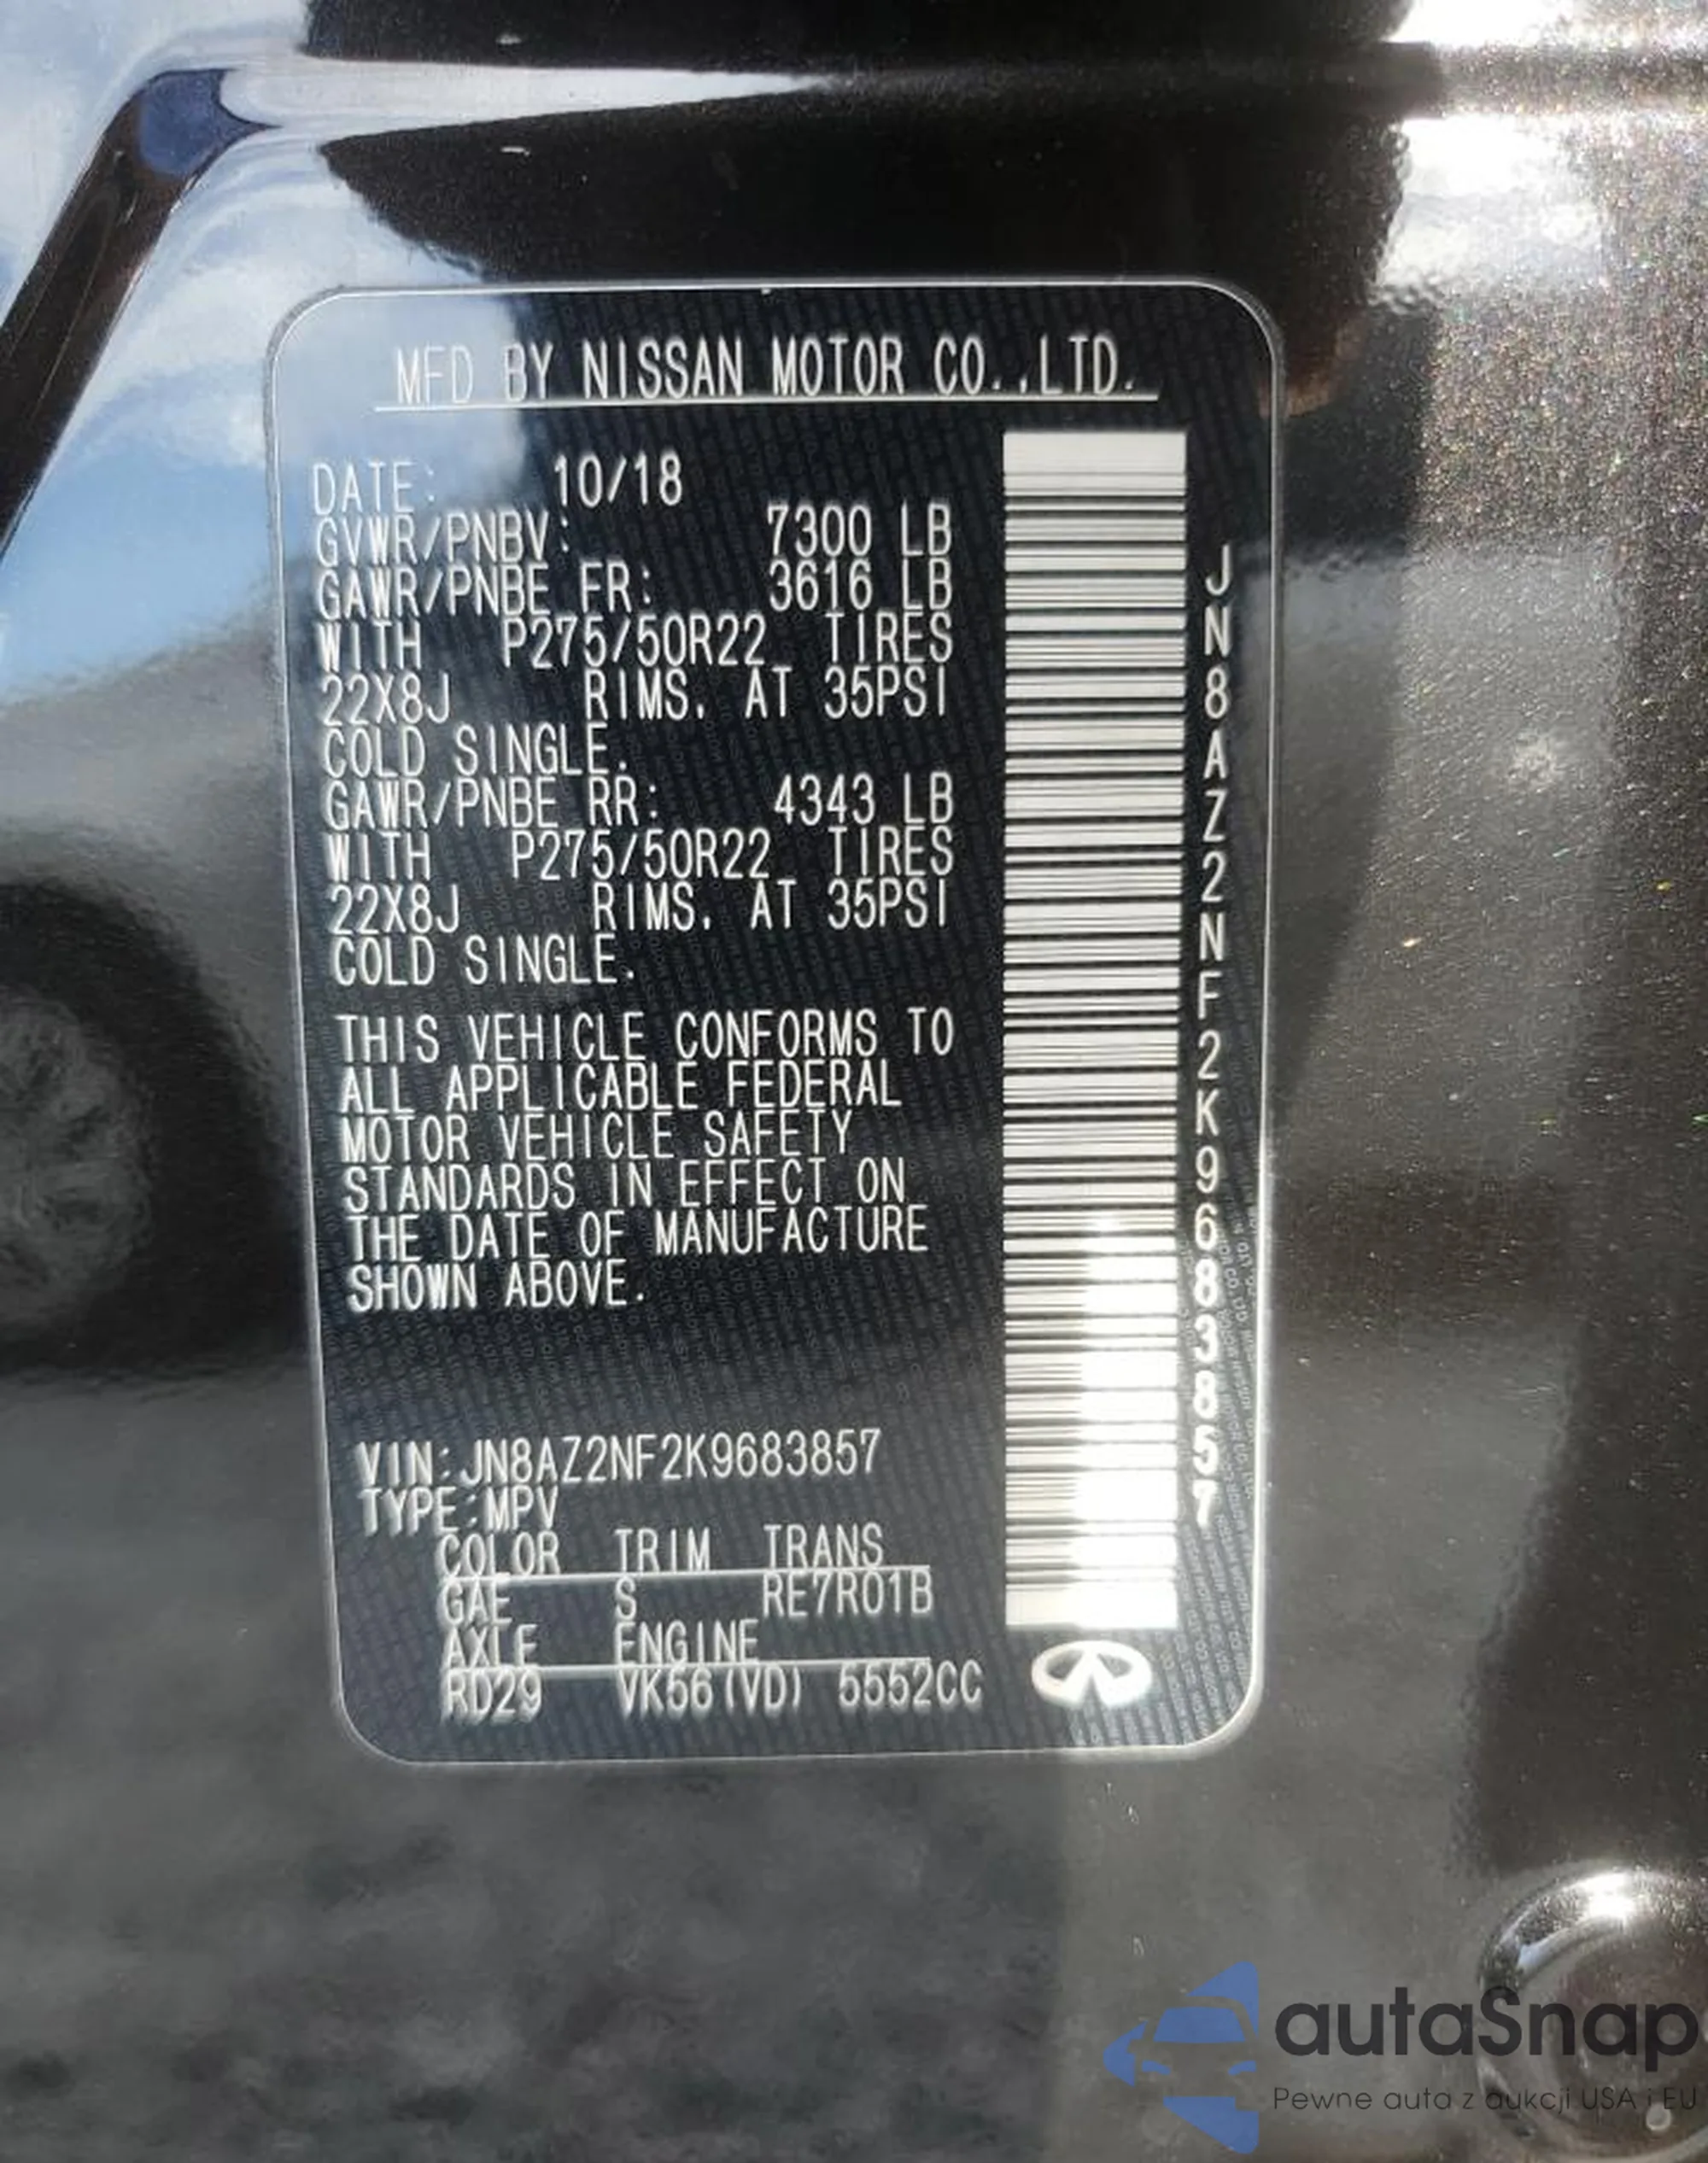 MFD BY NISSAN MOTOR CO.,LTD.
DATE: 10/18
GVWR/PNBV: 7300 LB
GAWR/PNBE FR: 3616 LB
WITH P275/50R22 TIRES
22X8J RIMS. AT 35PSI
COLD SINGLE.
GAWR/PNBE RR: 4343 LB
WITH P275/50R22 TIRES
22X8J RIMS. AT 35PSI
COLD SINGLE.
THIS VEHICLE CONFORMS TO
ALL APPLICABLE FEDERAL
MOTOR VEHICLE SAFETY
STANDARDS IN EFFECT ON
THE DATE OF MANUFACTURE
SHOWN ABOVE.
VIN:JN8AZ2NF2K9683857
TYPE:MPV
COLOR TRIM TRANS
GAE S RE7R01B
AXLE ENGINE
RD29 VK56(VD) 5552CC
JN8AZ2NF2K9683857
autaSnap
Pewne auta z aukcji USA i EU